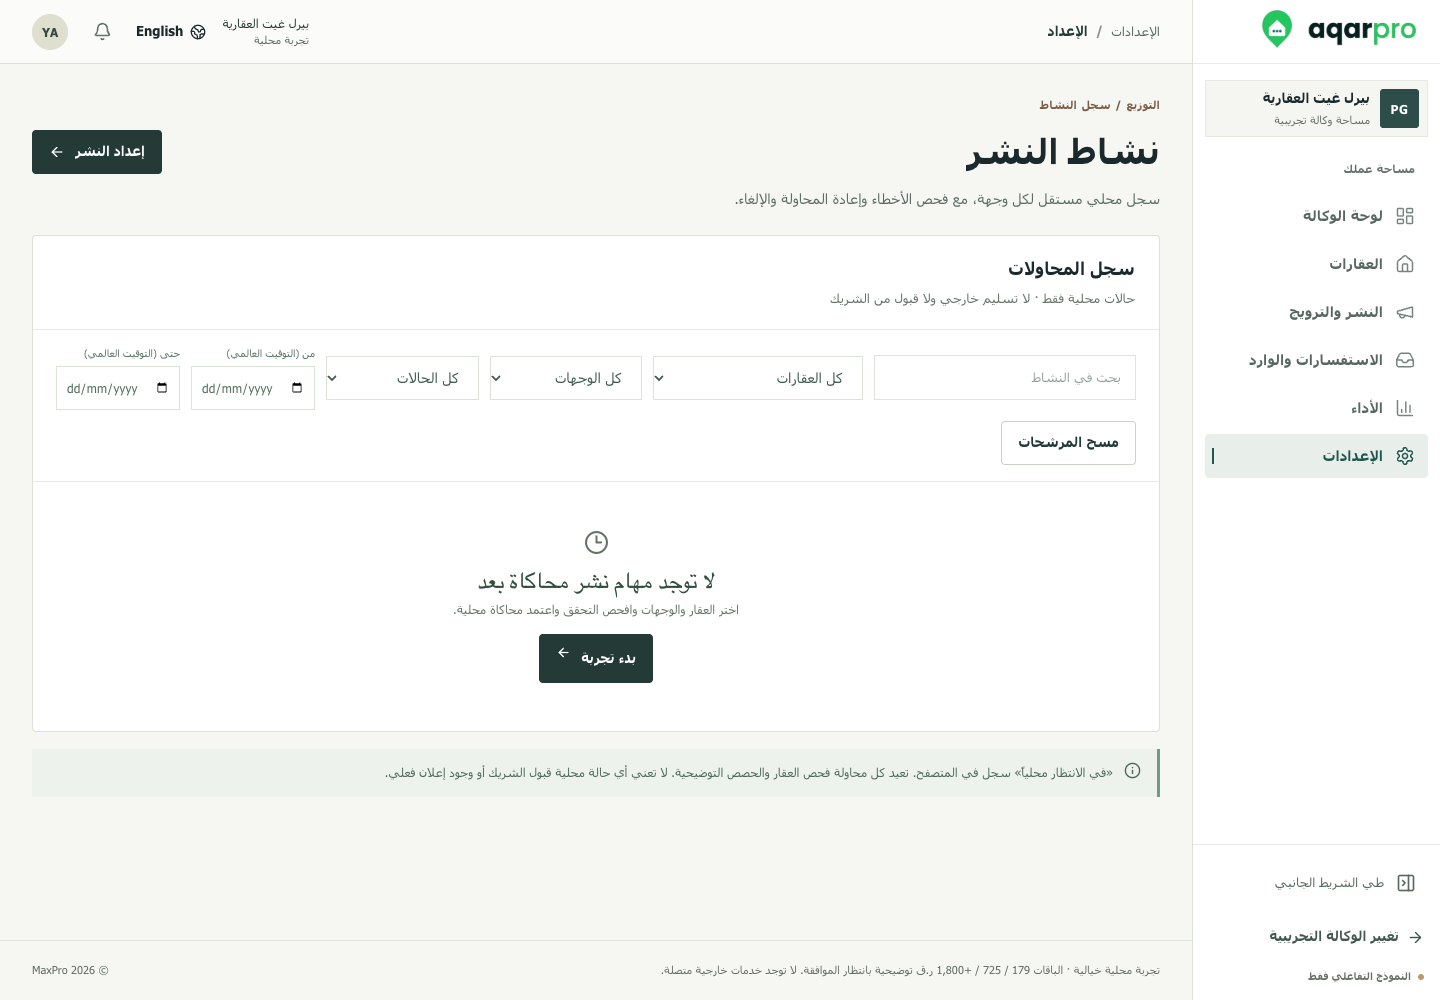 aqarpro
PG
بيرل غيت العقارية
مساحة وكالة تجريبية
مساحة عملك
لوحة الوكالة
العقارات
النشر والترويج
الاستفسارات والوارد
الأداء
الإعدادات
طي الشريط الجانبي
تغيير الوكالة التجريبية
النموذج التفاعلي فقط
الإعدادات / الإعداد
بيرل غيت العقارية
تجربة محلية
English
YA
التوزيع / سجل النشاط
نشاط النشر
إعداد النشر
سجل محلي مستقل لكل وجهة، مع فحص الأخطاء وإعادة المحاولة والإلغاء.
سجل المحاولات
حالات محلية فقط · لا تسليم خارجي ولا قبول من الشريك
بحث في النشاط
كل العقارات
كل الوجهات
كل الحالات
من (التوقيت العالمي)
dd/mm/yyyy
حتى (التوقيت العالمي)
dd/mm/yyyy
مسح المرشحات
لا توجد مهام نشر محاكاة بعد
اختر العقار والوجهات وافحص التحقق واعتمد محاكاة محلية.
بدء تجربة
«في الانتظار محلياً» سجل في المتصفح. تعيد كل محاولة فحص العقار والحصص التوضيحية. لا تعني أي حالة محلية قبول الشريك أو وجود إعلان فعلي.
تجربة محلية خيالية · الباقات 179 / 725 / +1,800 ر.ق توضيحية بانتظار الموافقة. لا توجد خدمات خارجية متصلة.
© 2026 MaxPro